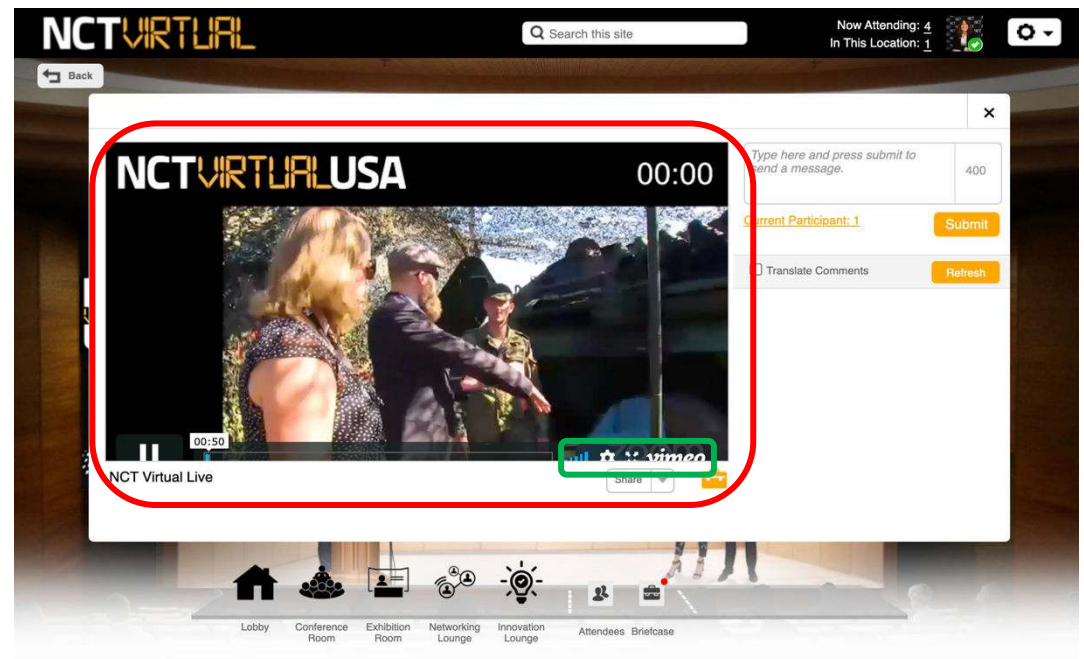 NCTVIRTUAL
Search this site
Now Attending: 4
In This Location: 1
Back
×
NCTVIRTUALUSA
00:00
Type here and press submit to
send a message.
400
Current Participant: 1
Submit
Translate Comments
Refresh
00:50
vimeo
NCT Virtual Live
Share
Lobby
Conference
Room
Exhibition
Room
Networking
Lounge
Innovation
Lounge
Attendees
Briefcase